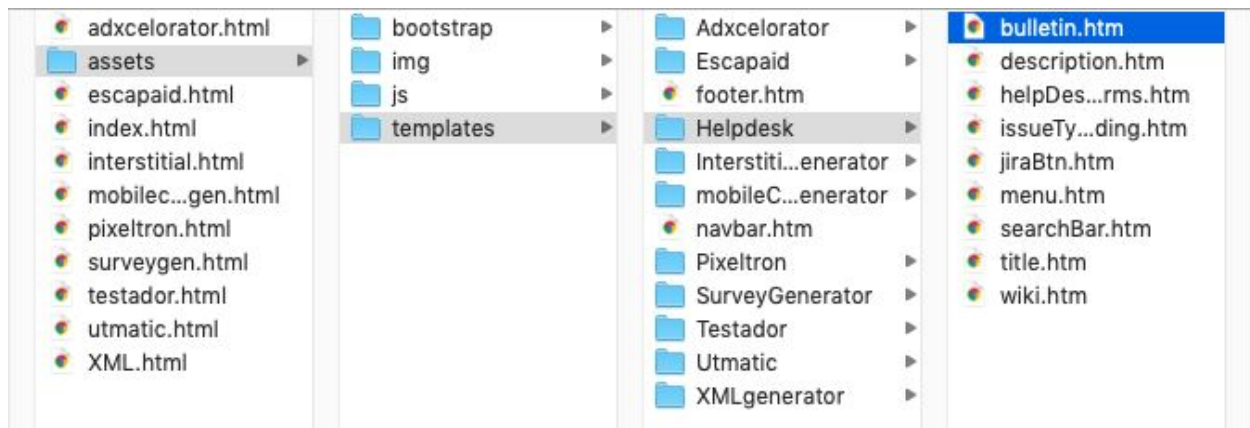 adxcelorator.html
assets
escapaid.html
index.html
interstitial.html
mobilec...gen.html
pixeltron.html
surveygen.html
testador.html
utmatic.html
XML.html
bootstrap
img
js
templates
Adxcelorator
Escapaid
footer.htm
Helpdesk
Interstiti...enerator
mobileC...enerator
navbar.htm
Pixeltron
SurveyGenerator
Testador
Utmatic
XMLgenerator
bulletin.htm
description.htm
helpDes...rms.htm
issueTy...ding.htm
jiraBtn.htm
menu.htm
searchBar.htm
title.htm
wiki.htm